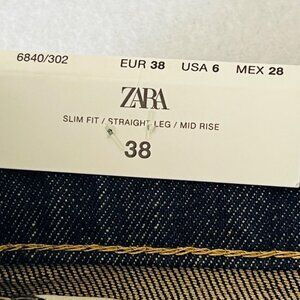 6840/302 EUR 38 USA 6 MEX 28
ZARA
SLIM FIT / STRAIGHT LEG / MID RISE
38